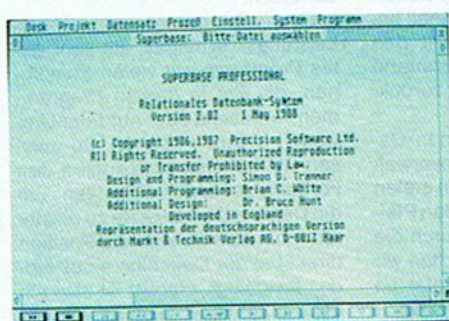 Desk Projekt Datensatz Prozeß Einstell. System Programm
Superbase: Bitte Datei auswählen
SUPERBASE PROFESSIONAL
Relationales Datenbank-System
Version 2.02 1 May 1988
(c) Copyright 1986,1987 Precision Software Ltd.
All Rights Reserved. Unauthorized Reproduction
or Transfer Prohibited by Law.
Design and Programming: Simon D. Tranmer
Additional Programming: Brian C. White
Additional Design: Dr. Bruce Hunt
Developed in England
Repräsentation der deutschsprachigen Version
durch Markt & Technik Verlag AG, D-8013 Haar